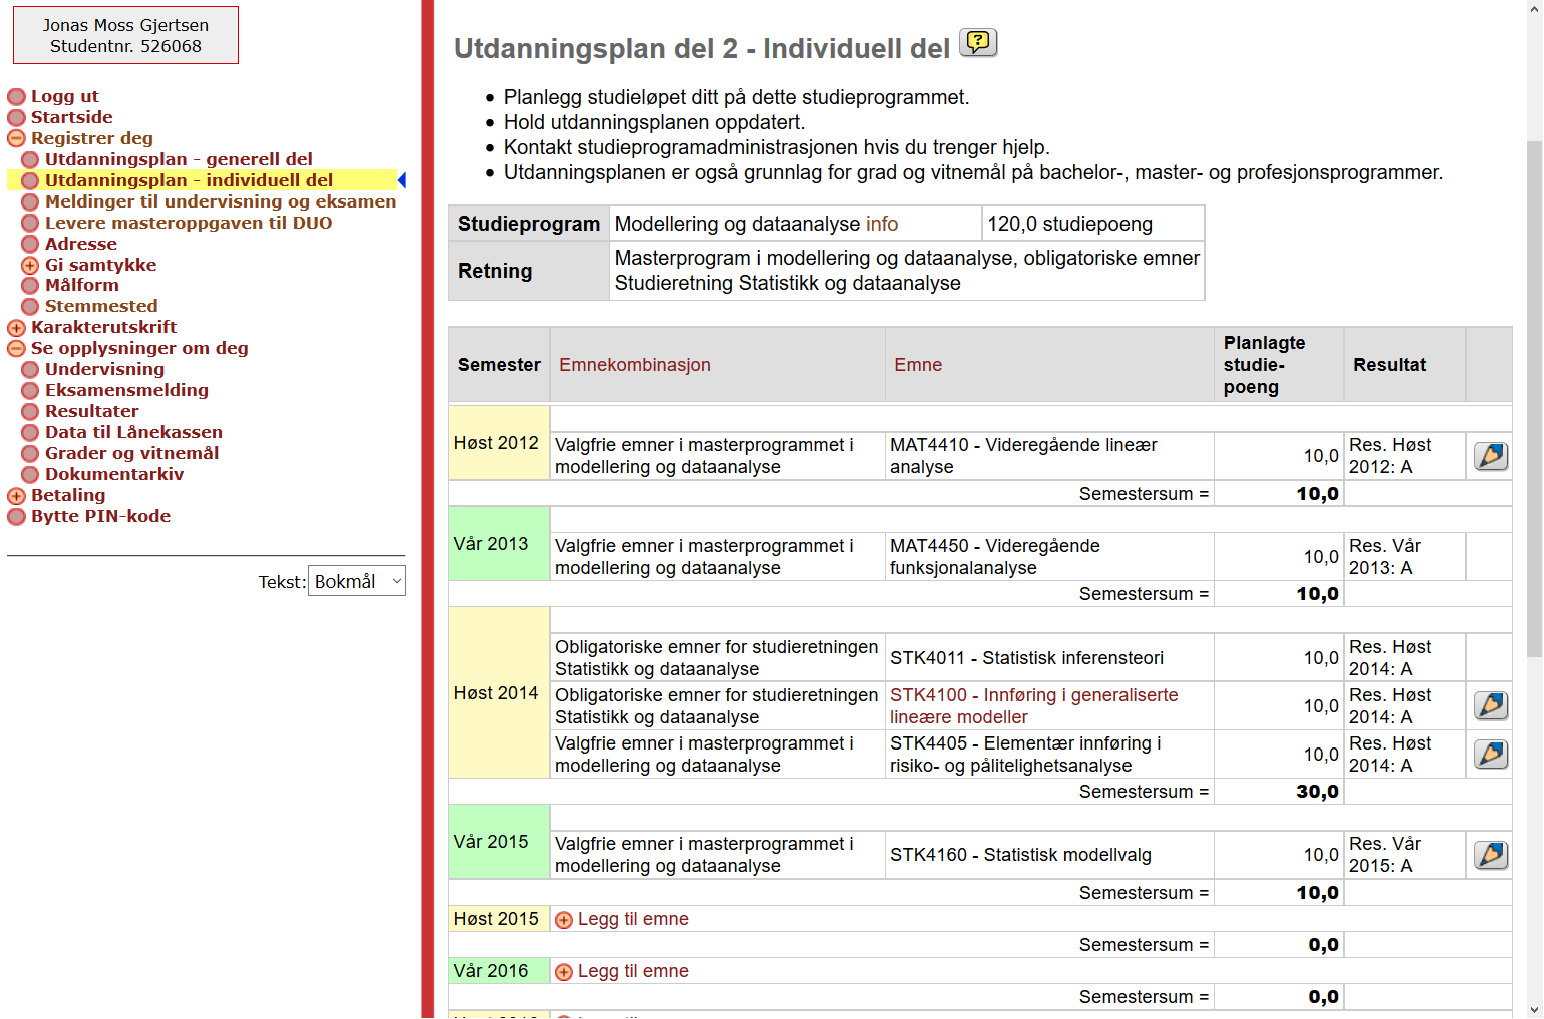 Jonas Moss Gjertsen
Studentnr. 526068
Logg ut
Startside
Registrer deg
Utdanningsplan - generell del
Utdanningsplan - individuell del
Meldinger til undervisning og eksamen
Levere masteroppgaven til DUO
Adresse
Gi samtykke
Målform
Stemmested
Karakterutskrift
Se opplysninger om deg
Undervisning
Eksamensmelding
Resultater
Data til Lånekassen
Grader og vitnemål
Dokumentarkiv
Betaling
Bytte PIN-kode
Tekst: Bokmål
Utdanningsplan del 2 - Individuell del
Planlegg studieløpet ditt på dette studieprogrammet.
Hold utdanningsplanen oppdatert.
Kontakt studieprogramadministrasjonen hvis du trenger hjelp.
Utdanningsplanen er også grunnlag for grad og vitnemål på bachelor-, master- og profesjonsprogrammer.
Studieprogram Modellering og dataanalyse info 120,0 studiepoeng
Retning
Masterprogram i modellering og dataanalyse, obligatoriske emner
Studieretning Statistikk og dataanalyse
Semester Emnekombinasjon Emne
Planlagte
studie-
poeng
Resultat
Høst 2012
Valgfrie emner i masterprogrammet i
modellering og dataanalyse
MAT4410 - Videregående lineær
analyse
10,0
Res. Høst
2012: A
Semestersum = 10,0
Vår 2013
Valgfrie emner i masterprogrammet i
modellering og dataanalyse
MAT4450 - Videregående
funksjonalanalyse
10,0
Res. Vår
2013: A
Semestersum = 10,0
Høst 2014
Obligatoriske emner for studieretningen
Statistikk og dataanalyse
STK4011 - Statistisk inferensteori
10,0
Res. Høst
2014: A
Obligatoriske emner for studieretningen
Statistikk og dataanalyse
STK4100 - Innføring i generaliserte
lineære modeller
10,0
Res. Høst
2014: A
Valgfrie emner i masterprogrammet i
modellering og dataanalyse
STK4405 - Elementær innføring i
risiko- og pålitelighetsanalyse
10,0
Res. Høst
2014: A
Semestersum = 30,0
Vår 2015
Valgfrie emner i masterprogrammet i
modellering og dataanalyse
STK4160 - Statistisk modellvalg
10,0
Res. Vår
2015: A
Semestersum = 10,0
Høst 2015 Legg til emne
Semestersum = 0,0
Vår 2016 Legg til emne
Semestersum = 0,0